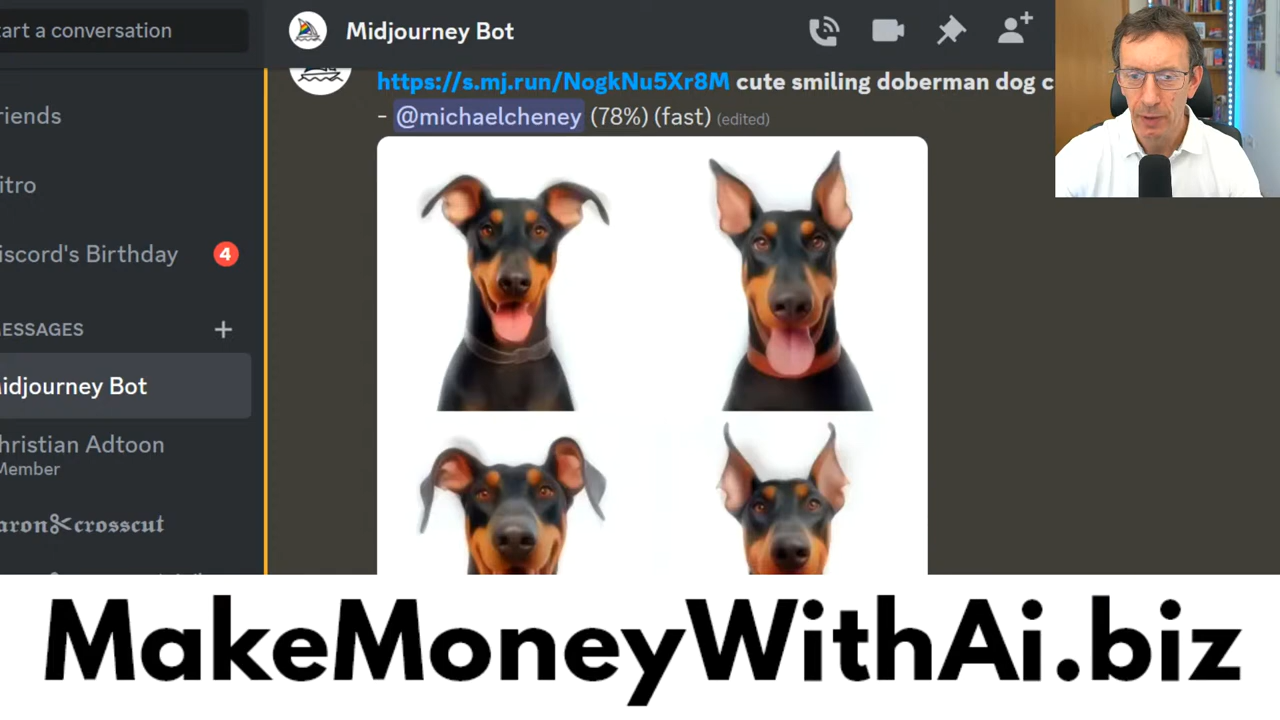 tart a conversation
Midjourney Bot
https://s.mj.run/NogkNu5Xr8M cute smiling doberman dog c
- @michaelcheney (78%) (fast) (edited)
riends
itro
iscord's Birthday 4
ESSAGES +
idjourney Bot
hristian Adtoon
Member
𝖆𝖗𝖔𝖓✂𝖈𝖗𝖔𝖘𝖘𝖈𝖚𝖙
MakeMoneyWithAi.biz